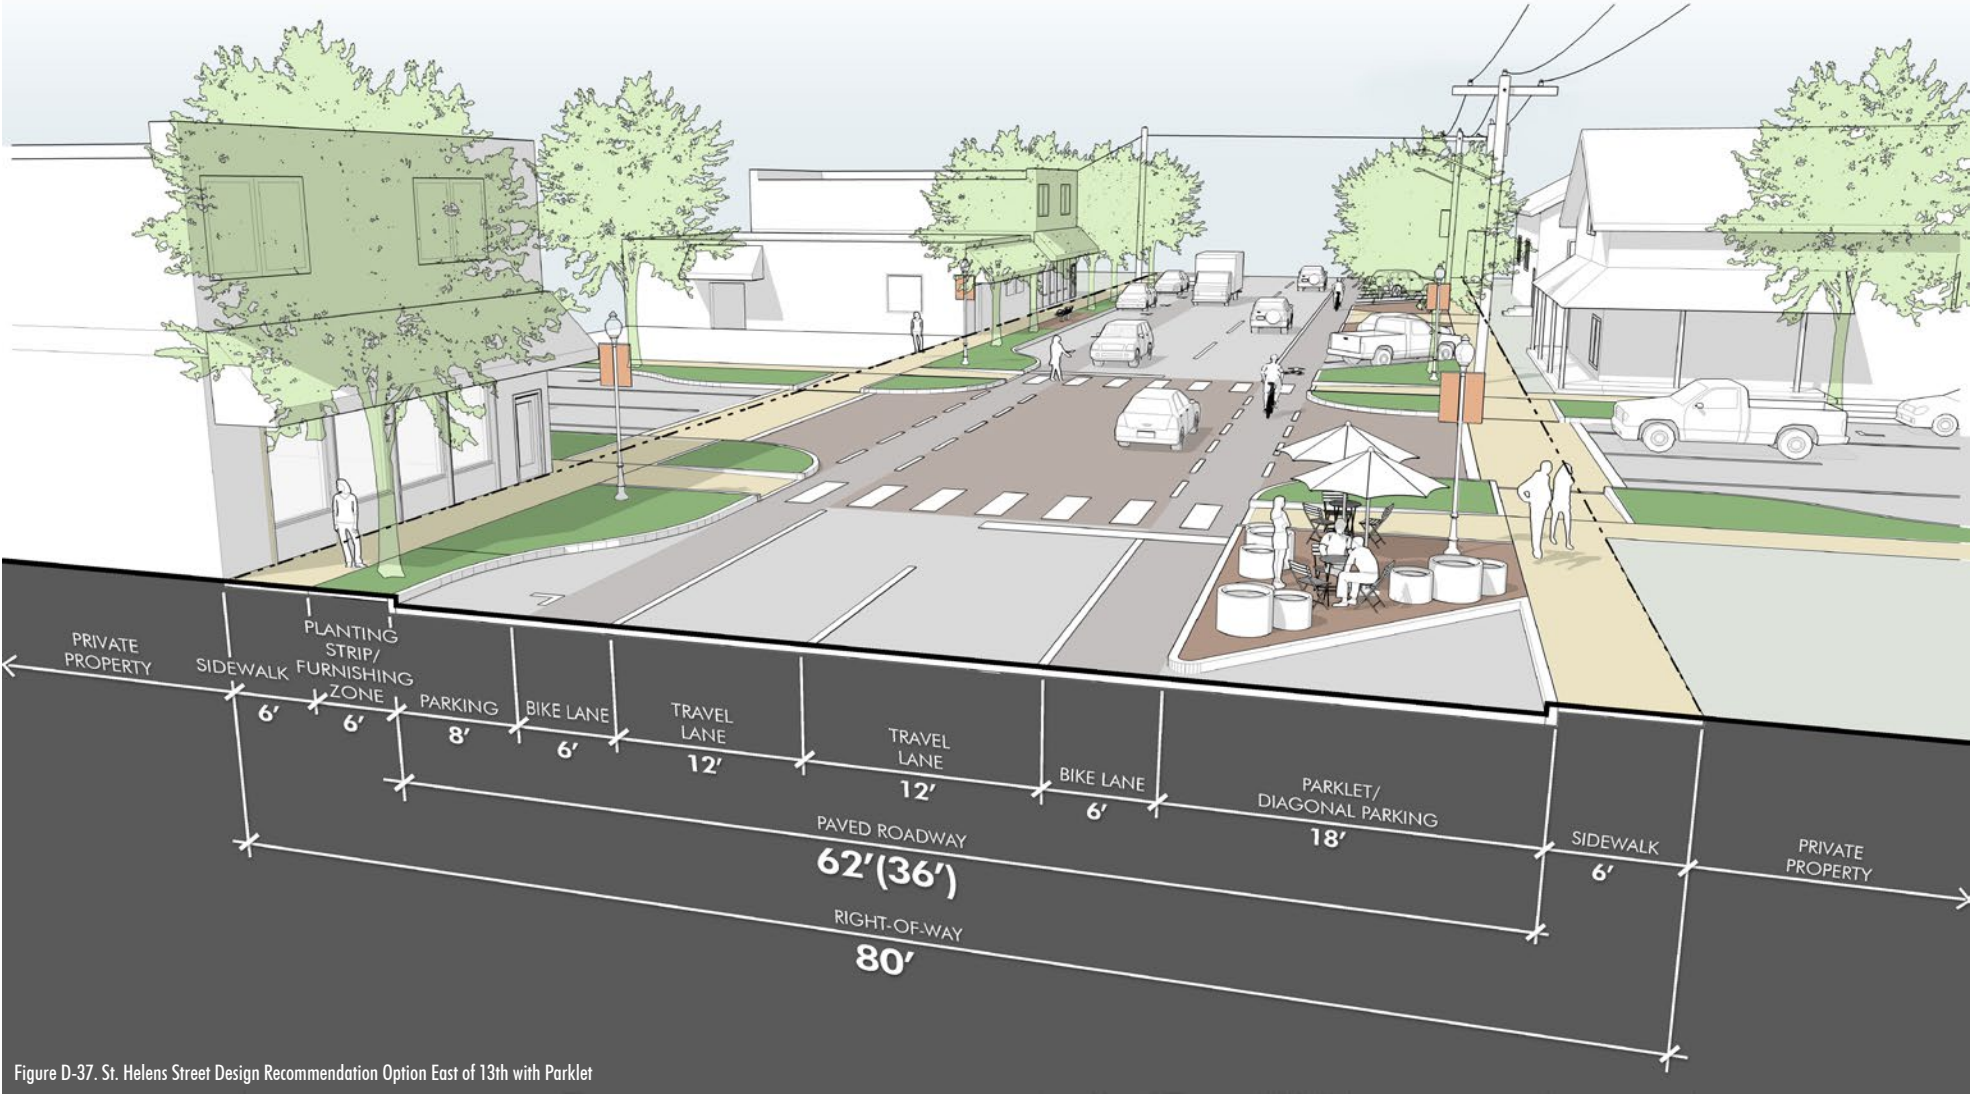 PRIVATE
PROPERTY
SIDEWALK
6′
PLANTING
STRIP/
FURNISHING
ZONE
6′
PARKING
8′
BIKE LANE
6′
TRAVEL
LANE
12′
TRAVEL
LANE
12′
BIKE LANE
6′
PARKLET/
DIAGONAL PARKING
18′
SIDEWALK
6′
PRIVATE
PROPERTY
PAVED ROADWAY
62′(36′)
RIGHT-OF-WAY
80′
Figure D-37. St. Helens Street Design Recommendation Option East of 13th with Parklet